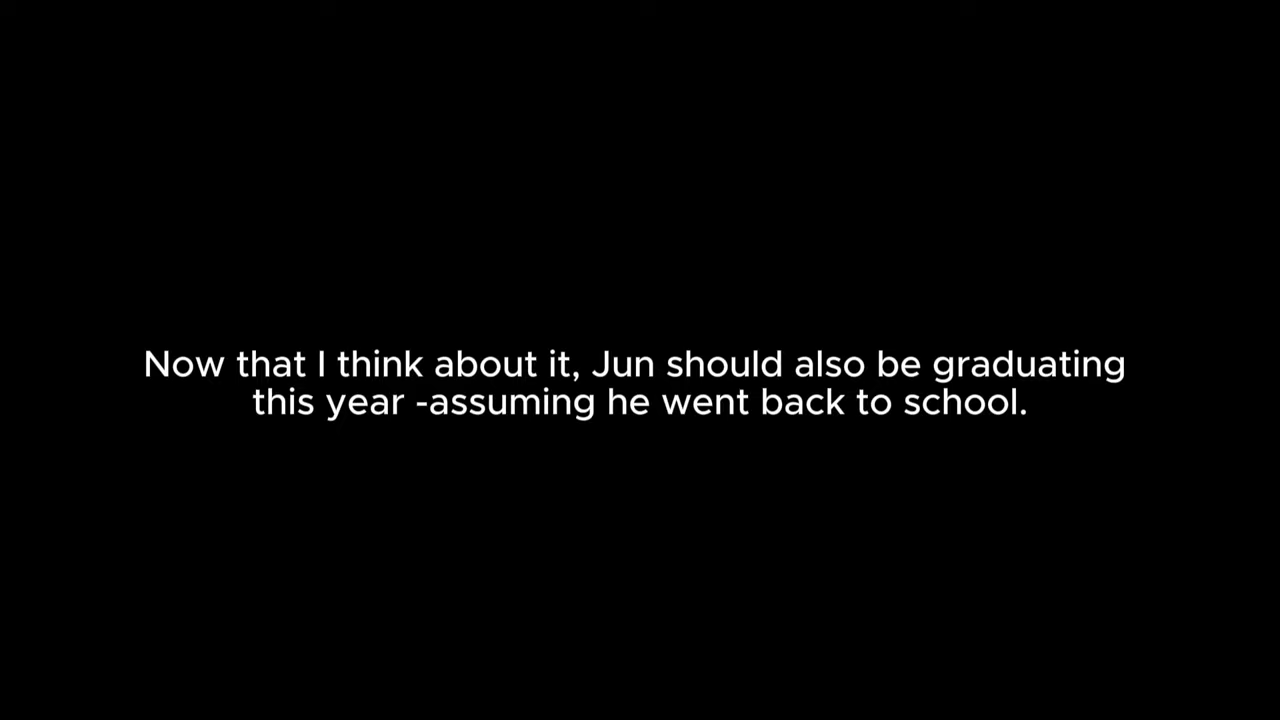 Now that I think about it, Jun should also be graduating
this year -assuming he went back to school.